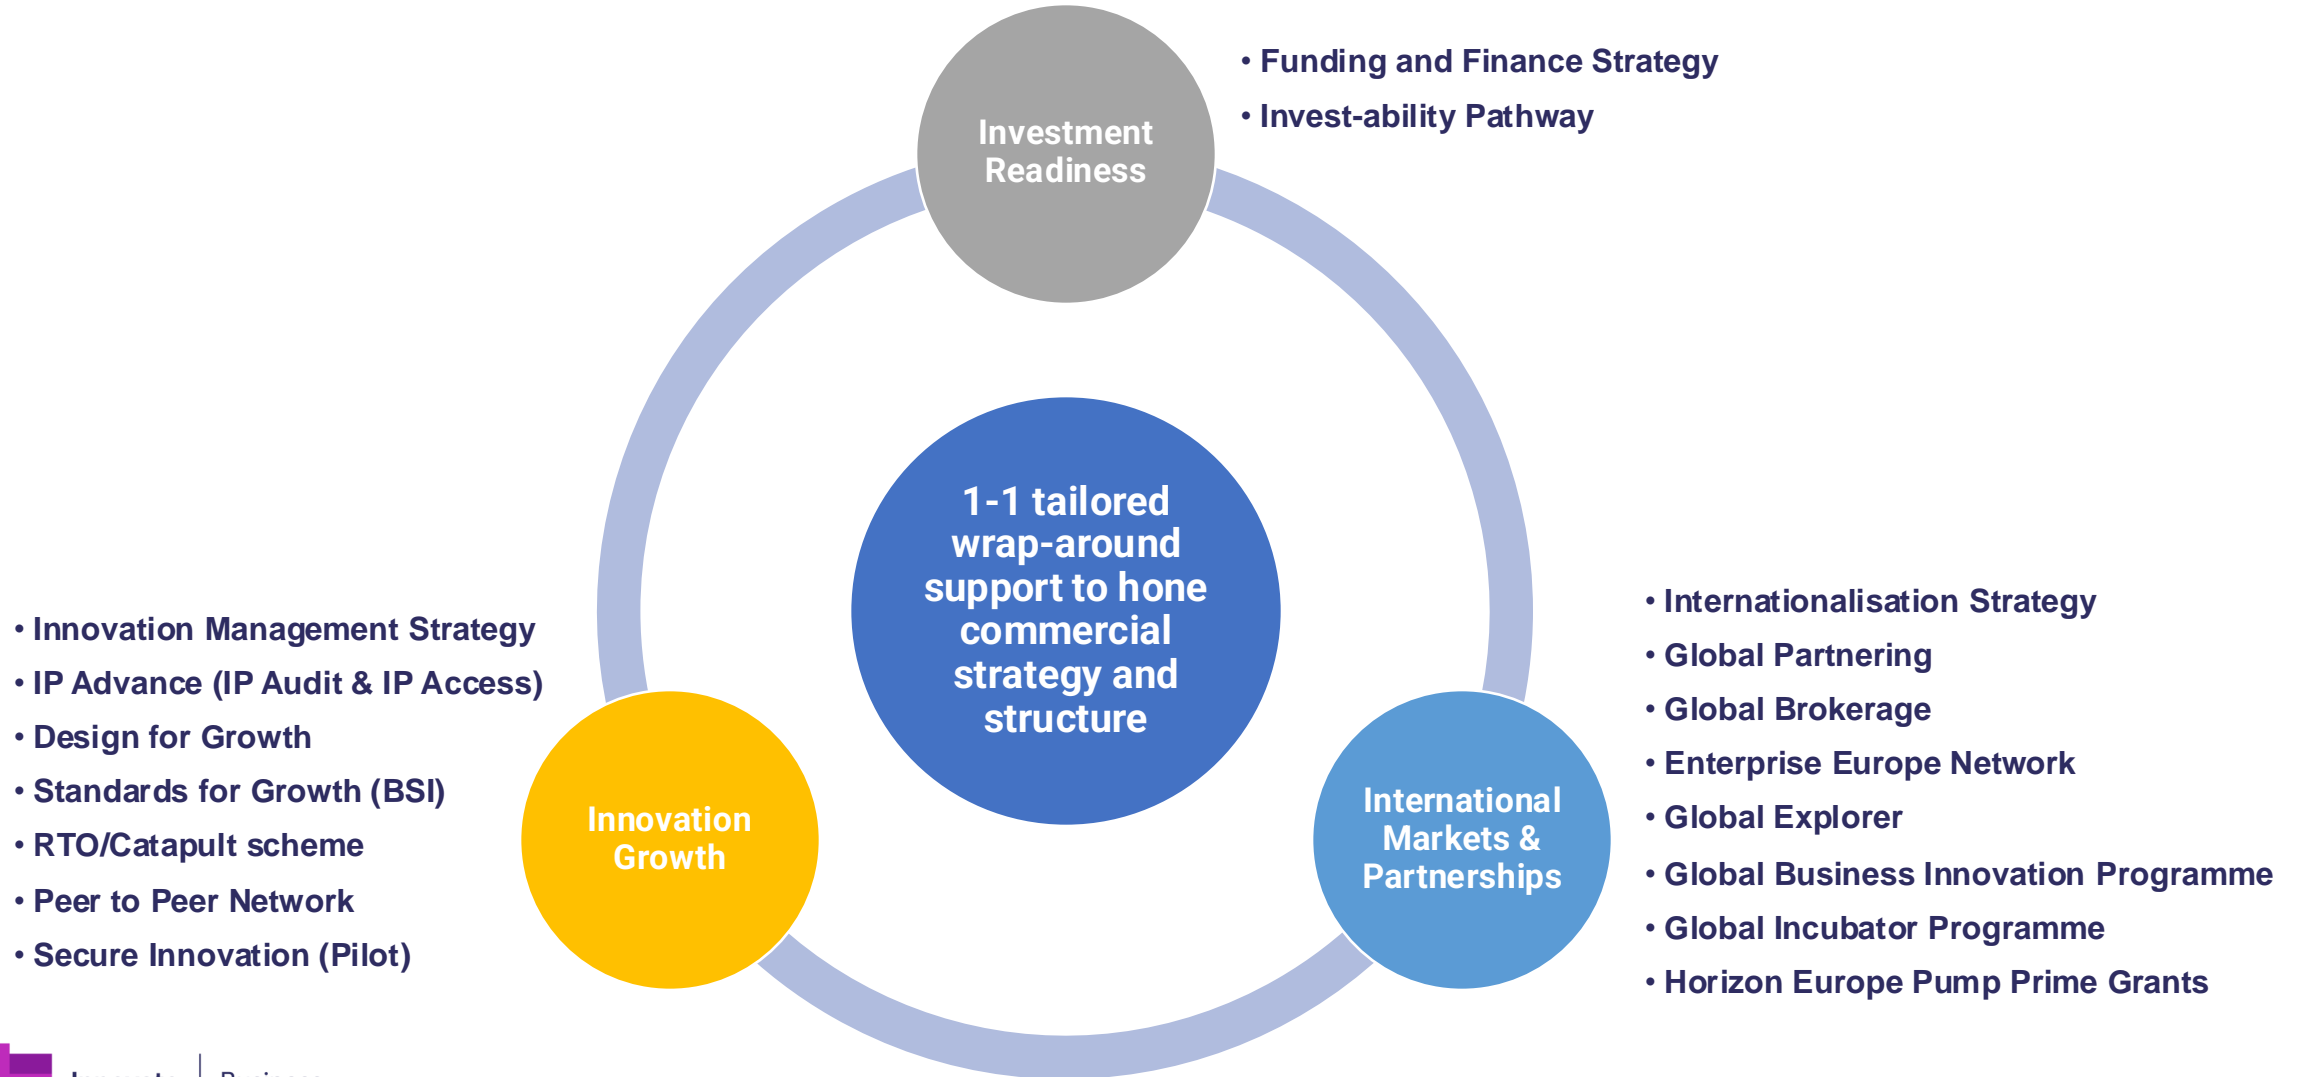 Investment
Readiness
• Funding and Finance Strategy
• Invest-ability Pathway
1-1 tailored
wrap-around
support to hone
commercial
strategy and
structure
• Innovation Management Strategy
• IP Advance (IP Audit & IP Access)
• Design for Growth
• Standards for Growth (BSI)
• RTO/Catapult scheme
• Peer to Peer Network
• Secure Innovation (Pilot)
Innovation
Growth
International
Markets &
Partnerships
• Internationalisation Strategy
• Global Partnering
• Global Brokerage
• Enterprise Europe Network
• Global Explorer
• Global Business Innovation Programme
• Global Incubator Programme
• Horizon Europe Pump Prime Grants